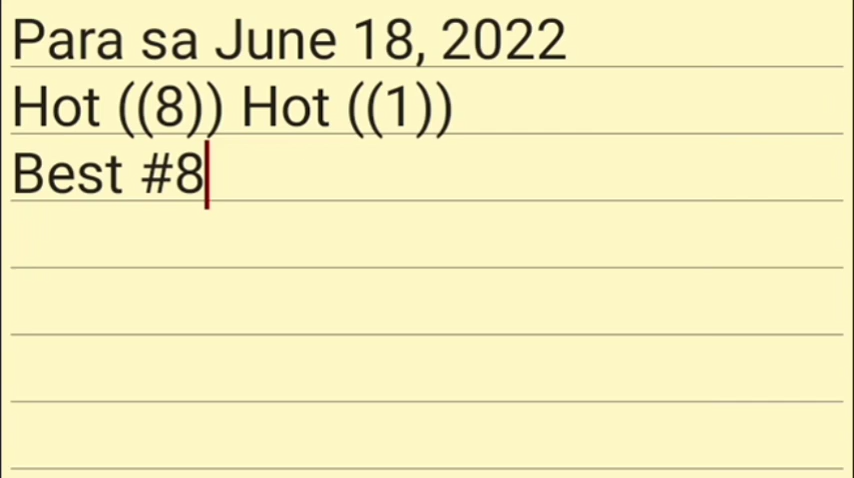 Para sa June 18, 2022
Hot ((8)) Hot ((1))
Best #8